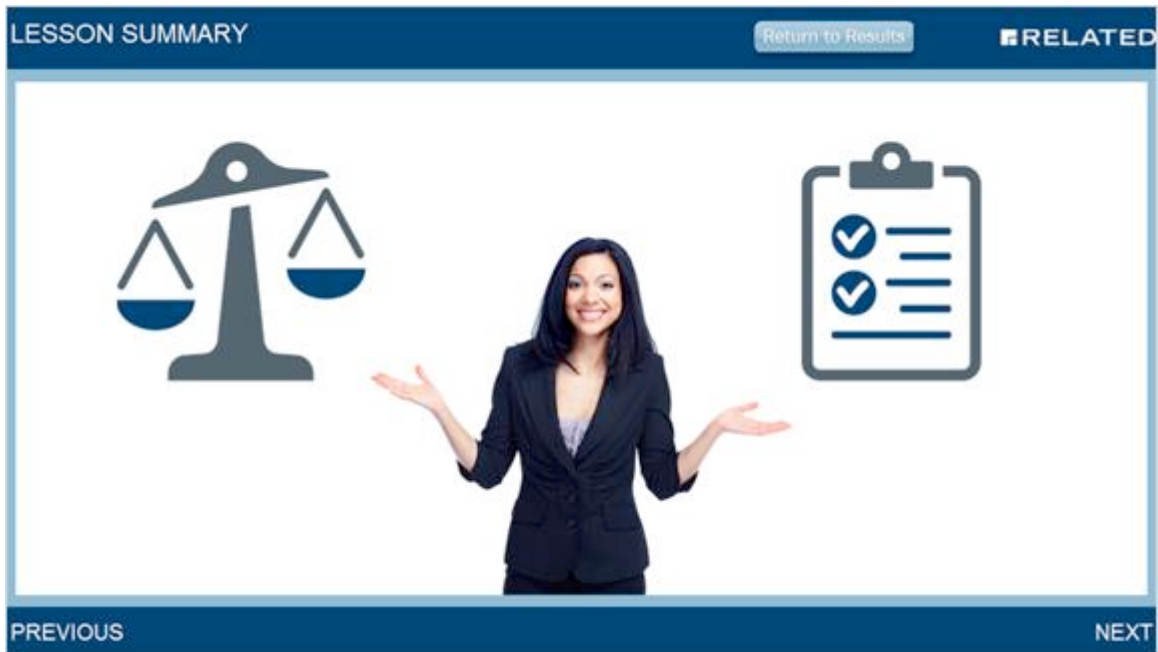 LESSON SUMMARY
Return to Results
RELATED
PREVIOUS
NEXT